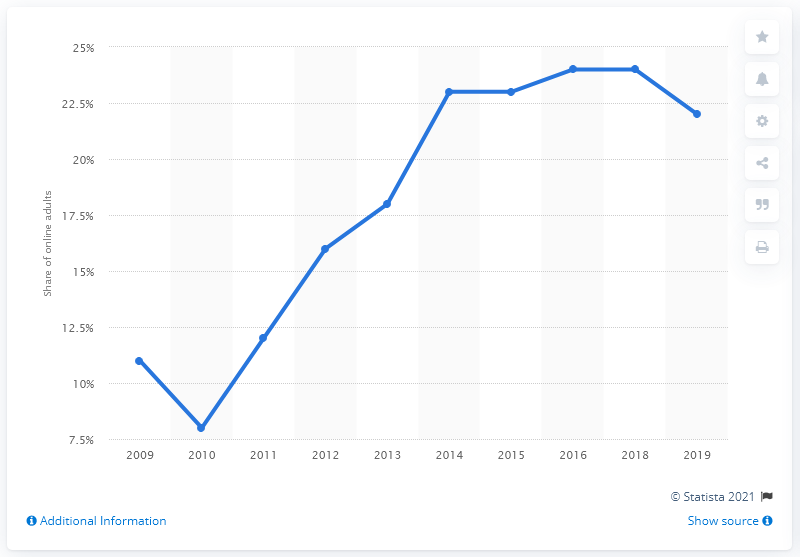 25%
22.5%
20%
17.5%
15%
12.5%
10%
7.5%
Share of online adults
2009 2010 2011 2012 2013 2014 2015 2016 2018 2019
© Statista 2021
Additional Information
Show source